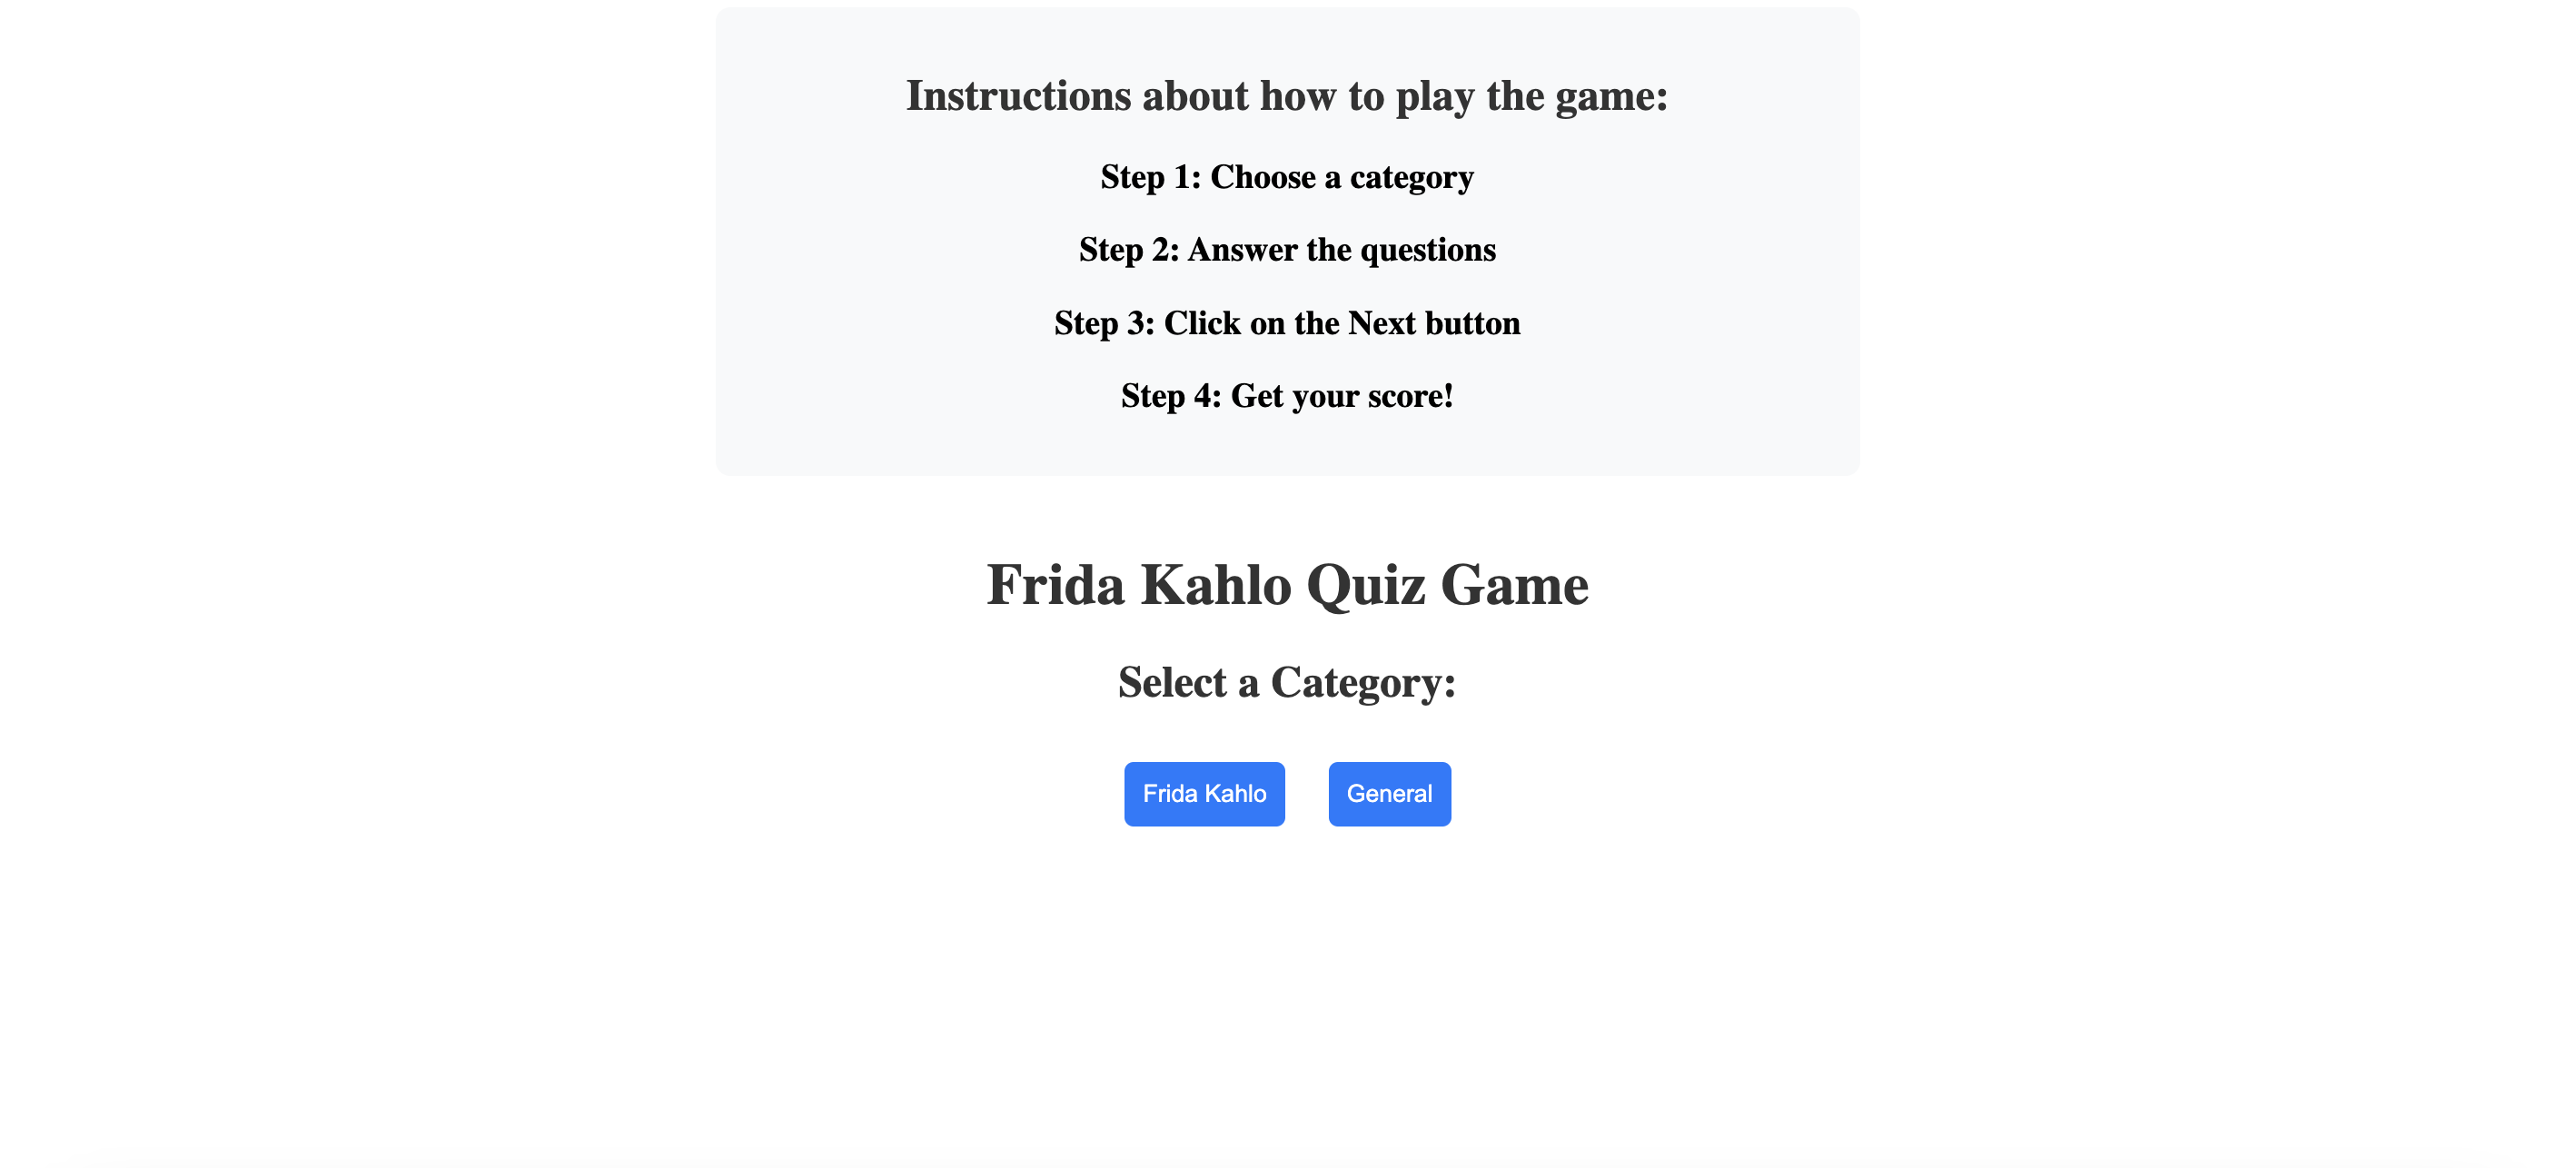 Instructions about how to play the game:
Step 1: Choose a category
Step 2: Answer the questions
Step 3: Click on the Next button
Step 4: Get your score!
Frida Kahlo Quiz Game
Select a Category:
Frida Kahlo
General